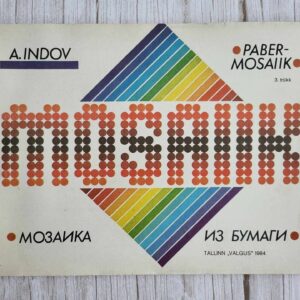 A.INDOV
• PABER-
MOSAIIK •
3. trükk
MOSAIIK
• МОЗАИКА ИЗ БУМАГИ •
TALLINN „VALGUS" 1984